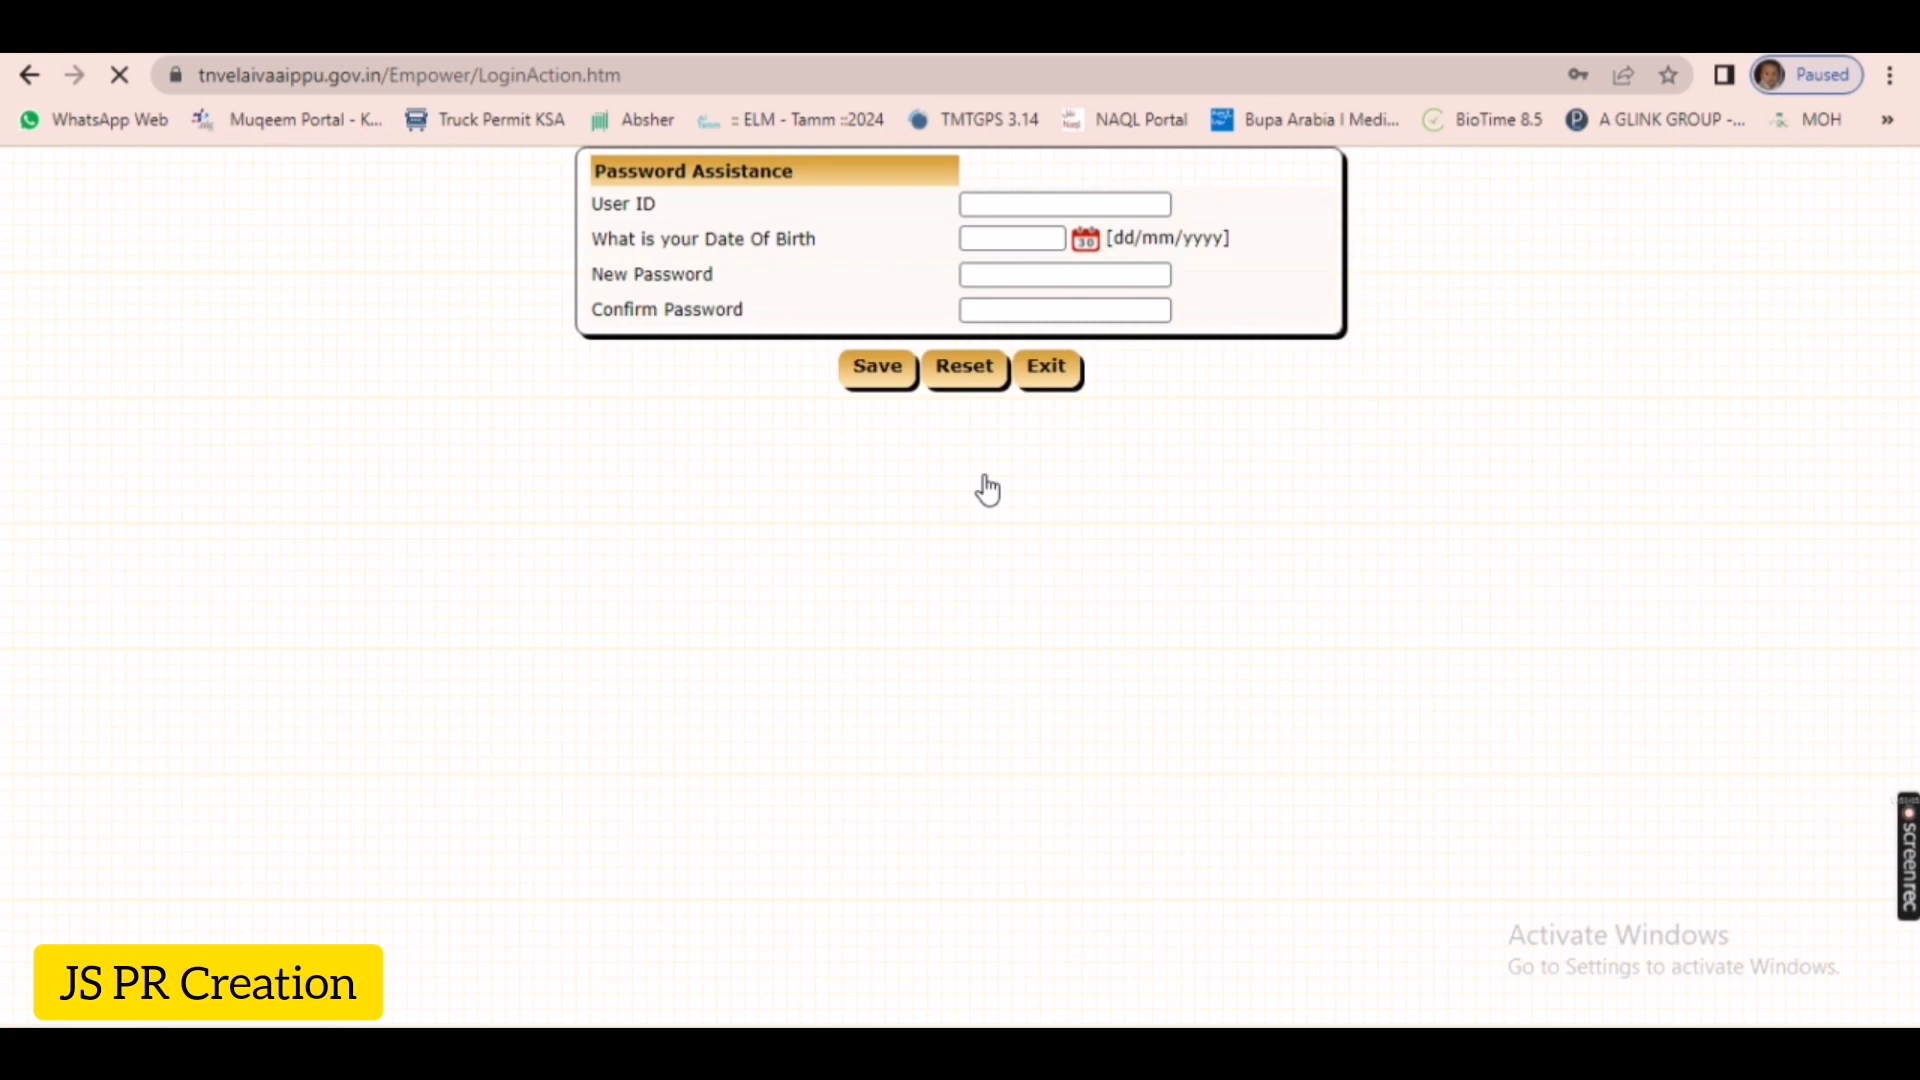 tnvelaivaaippu.gov.in/Empower/LoginAction.htm
Paused
WhatsApp Web
Muqeem Portal - K...
Truck Permit KSA
Absher
:: ELM - Tamm ::2024
TMTGPS 3.14
NAQL Portal
Bupa Arabia I Medi...
BioTime 8.5
A GLINK GROUP -...
MOH
»
Password Assistance
User ID
What is your Date Of Birth
30
[dd/mm/yyyy]
New Password
Confirm Password
Save
Reset
Exit
screenrec
Activate Windows
Go to Settings to activate Windows.
JS PR Creation